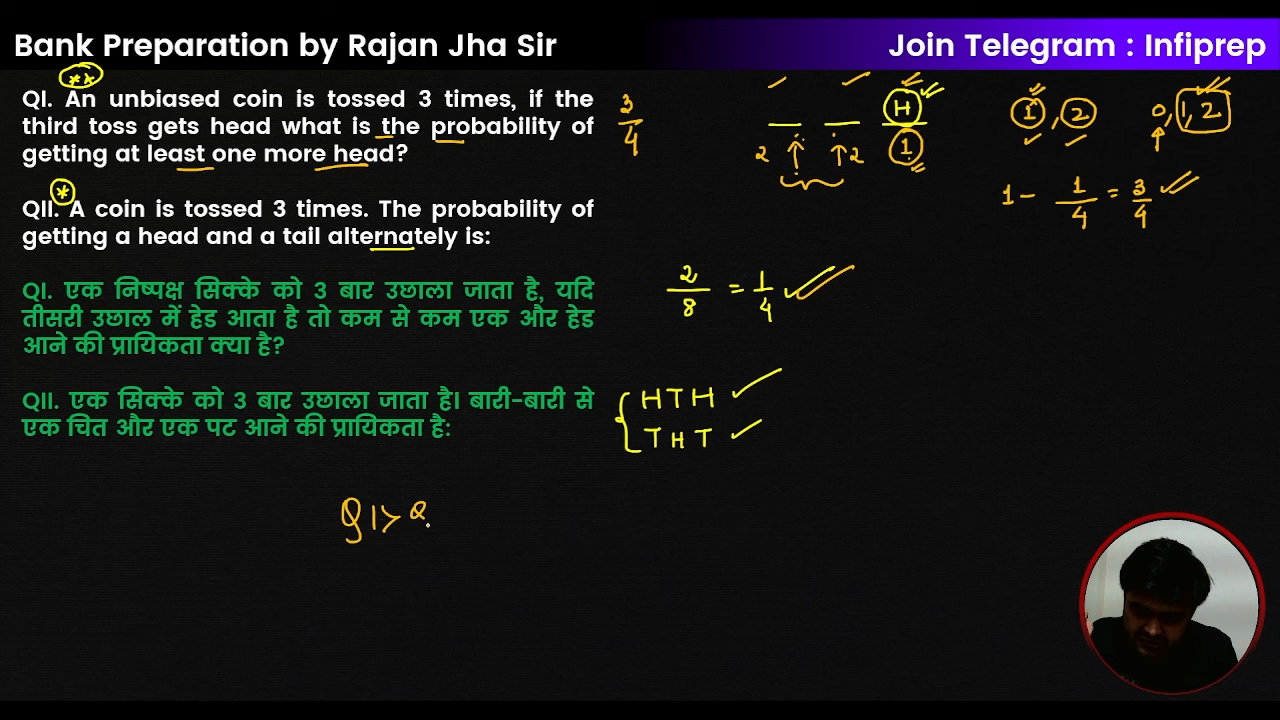 Bank Preparation by Rajan Jha Sir
Join Telegram : Infiprep
**
QI. An unbiased coin is tossed 3 times, if the
third toss gets head what is the probability of
getting at least one more head?
3/4
H
2 2 1
1, 2
0, 1, 2
1 - 1/4 = 3/4
*
QII. A coin is tossed 3 times. The probability of
getting a head and a tail alternately is:
2/8 = 1/4
QI. एक निष्पक्ष सिक्के को 3 बार उछाला जाता है, यदि
तीसरी उछाल में हेड आता है तो कम से कम एक और हेड
आने की प्रायिकता क्या है?
QII. एक सिक्के को 3 बार उछाला जाता है। बारी-बारी से
एक चित और एक पट आने की प्रायिकता है:
H T H
T H T
Q1>Q